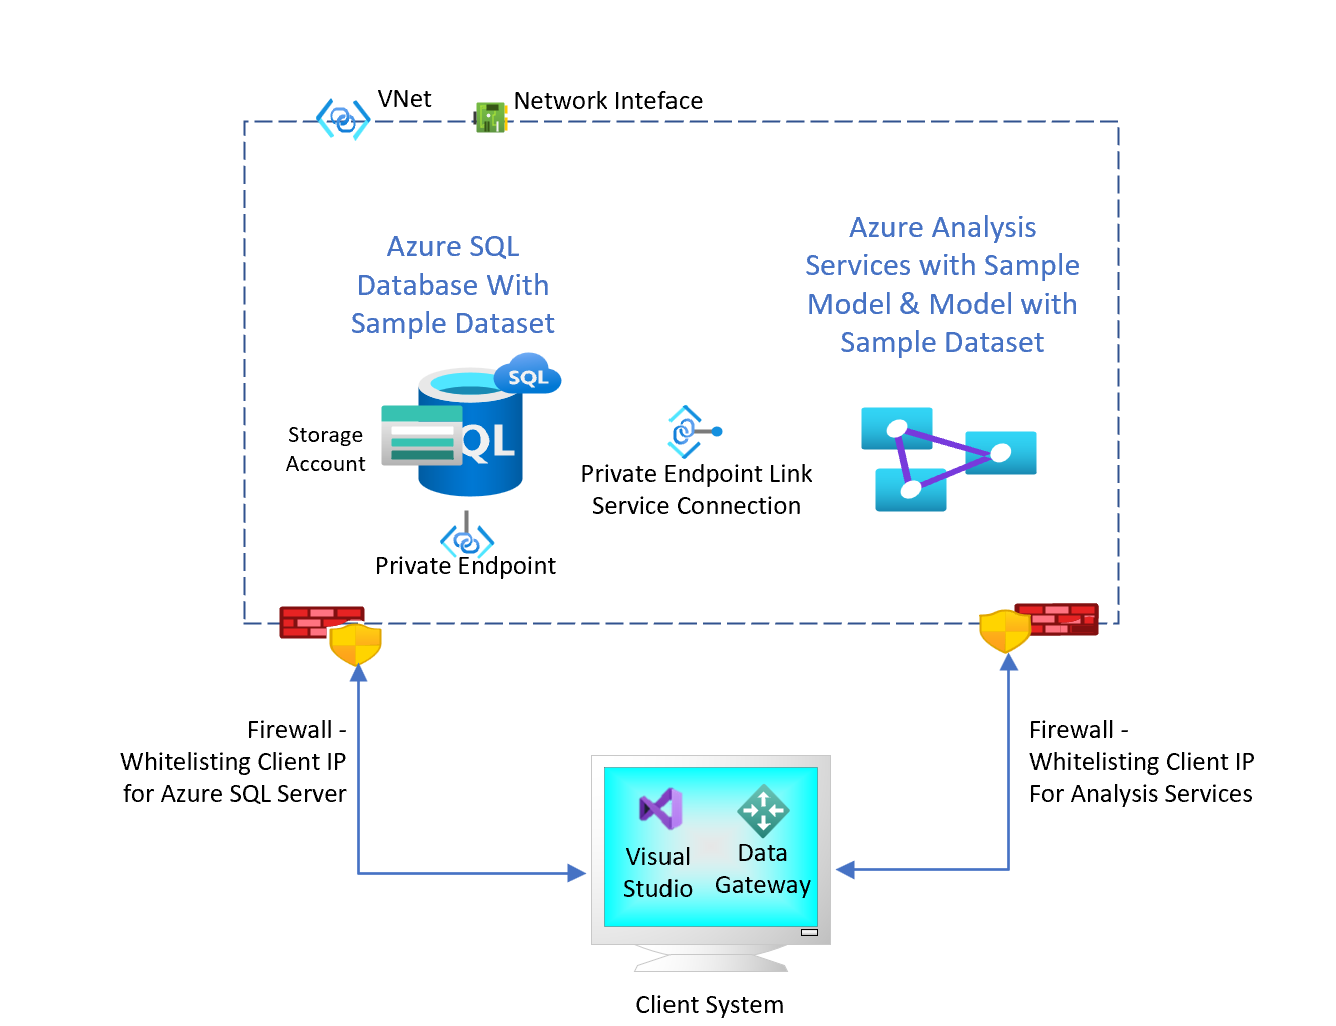 VNet
Network Inteface
Azure SQL
Database With
Sample Dataset
Azure Analysis
Services with Sample
Model & Model with
Sample Dataset
SQL
SQL
Storage
Account
Private Endpoint Link
Service Connection
Private Endpoint
Firewall -
Whitelisting Client IP
for Azure SQL Server
Firewall -
Whitelisting Client IP
For Analysis Services
Visual
Studio
Data
Gateway
Client System